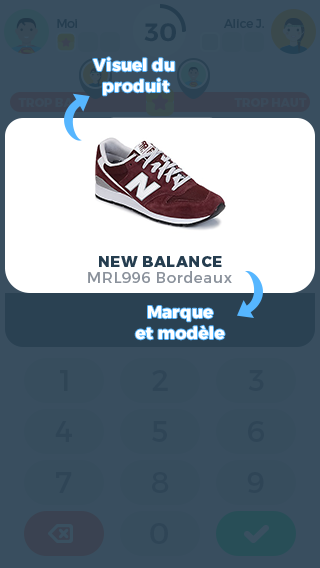 Moi
30
Alice J.
Visuel du
produit
TROP BA
TROP HAUT
N
NEW BALANCE
MRL996 Bordeaux
Marque
et modèle
1 2 3
4 5 6
7 8 9
0